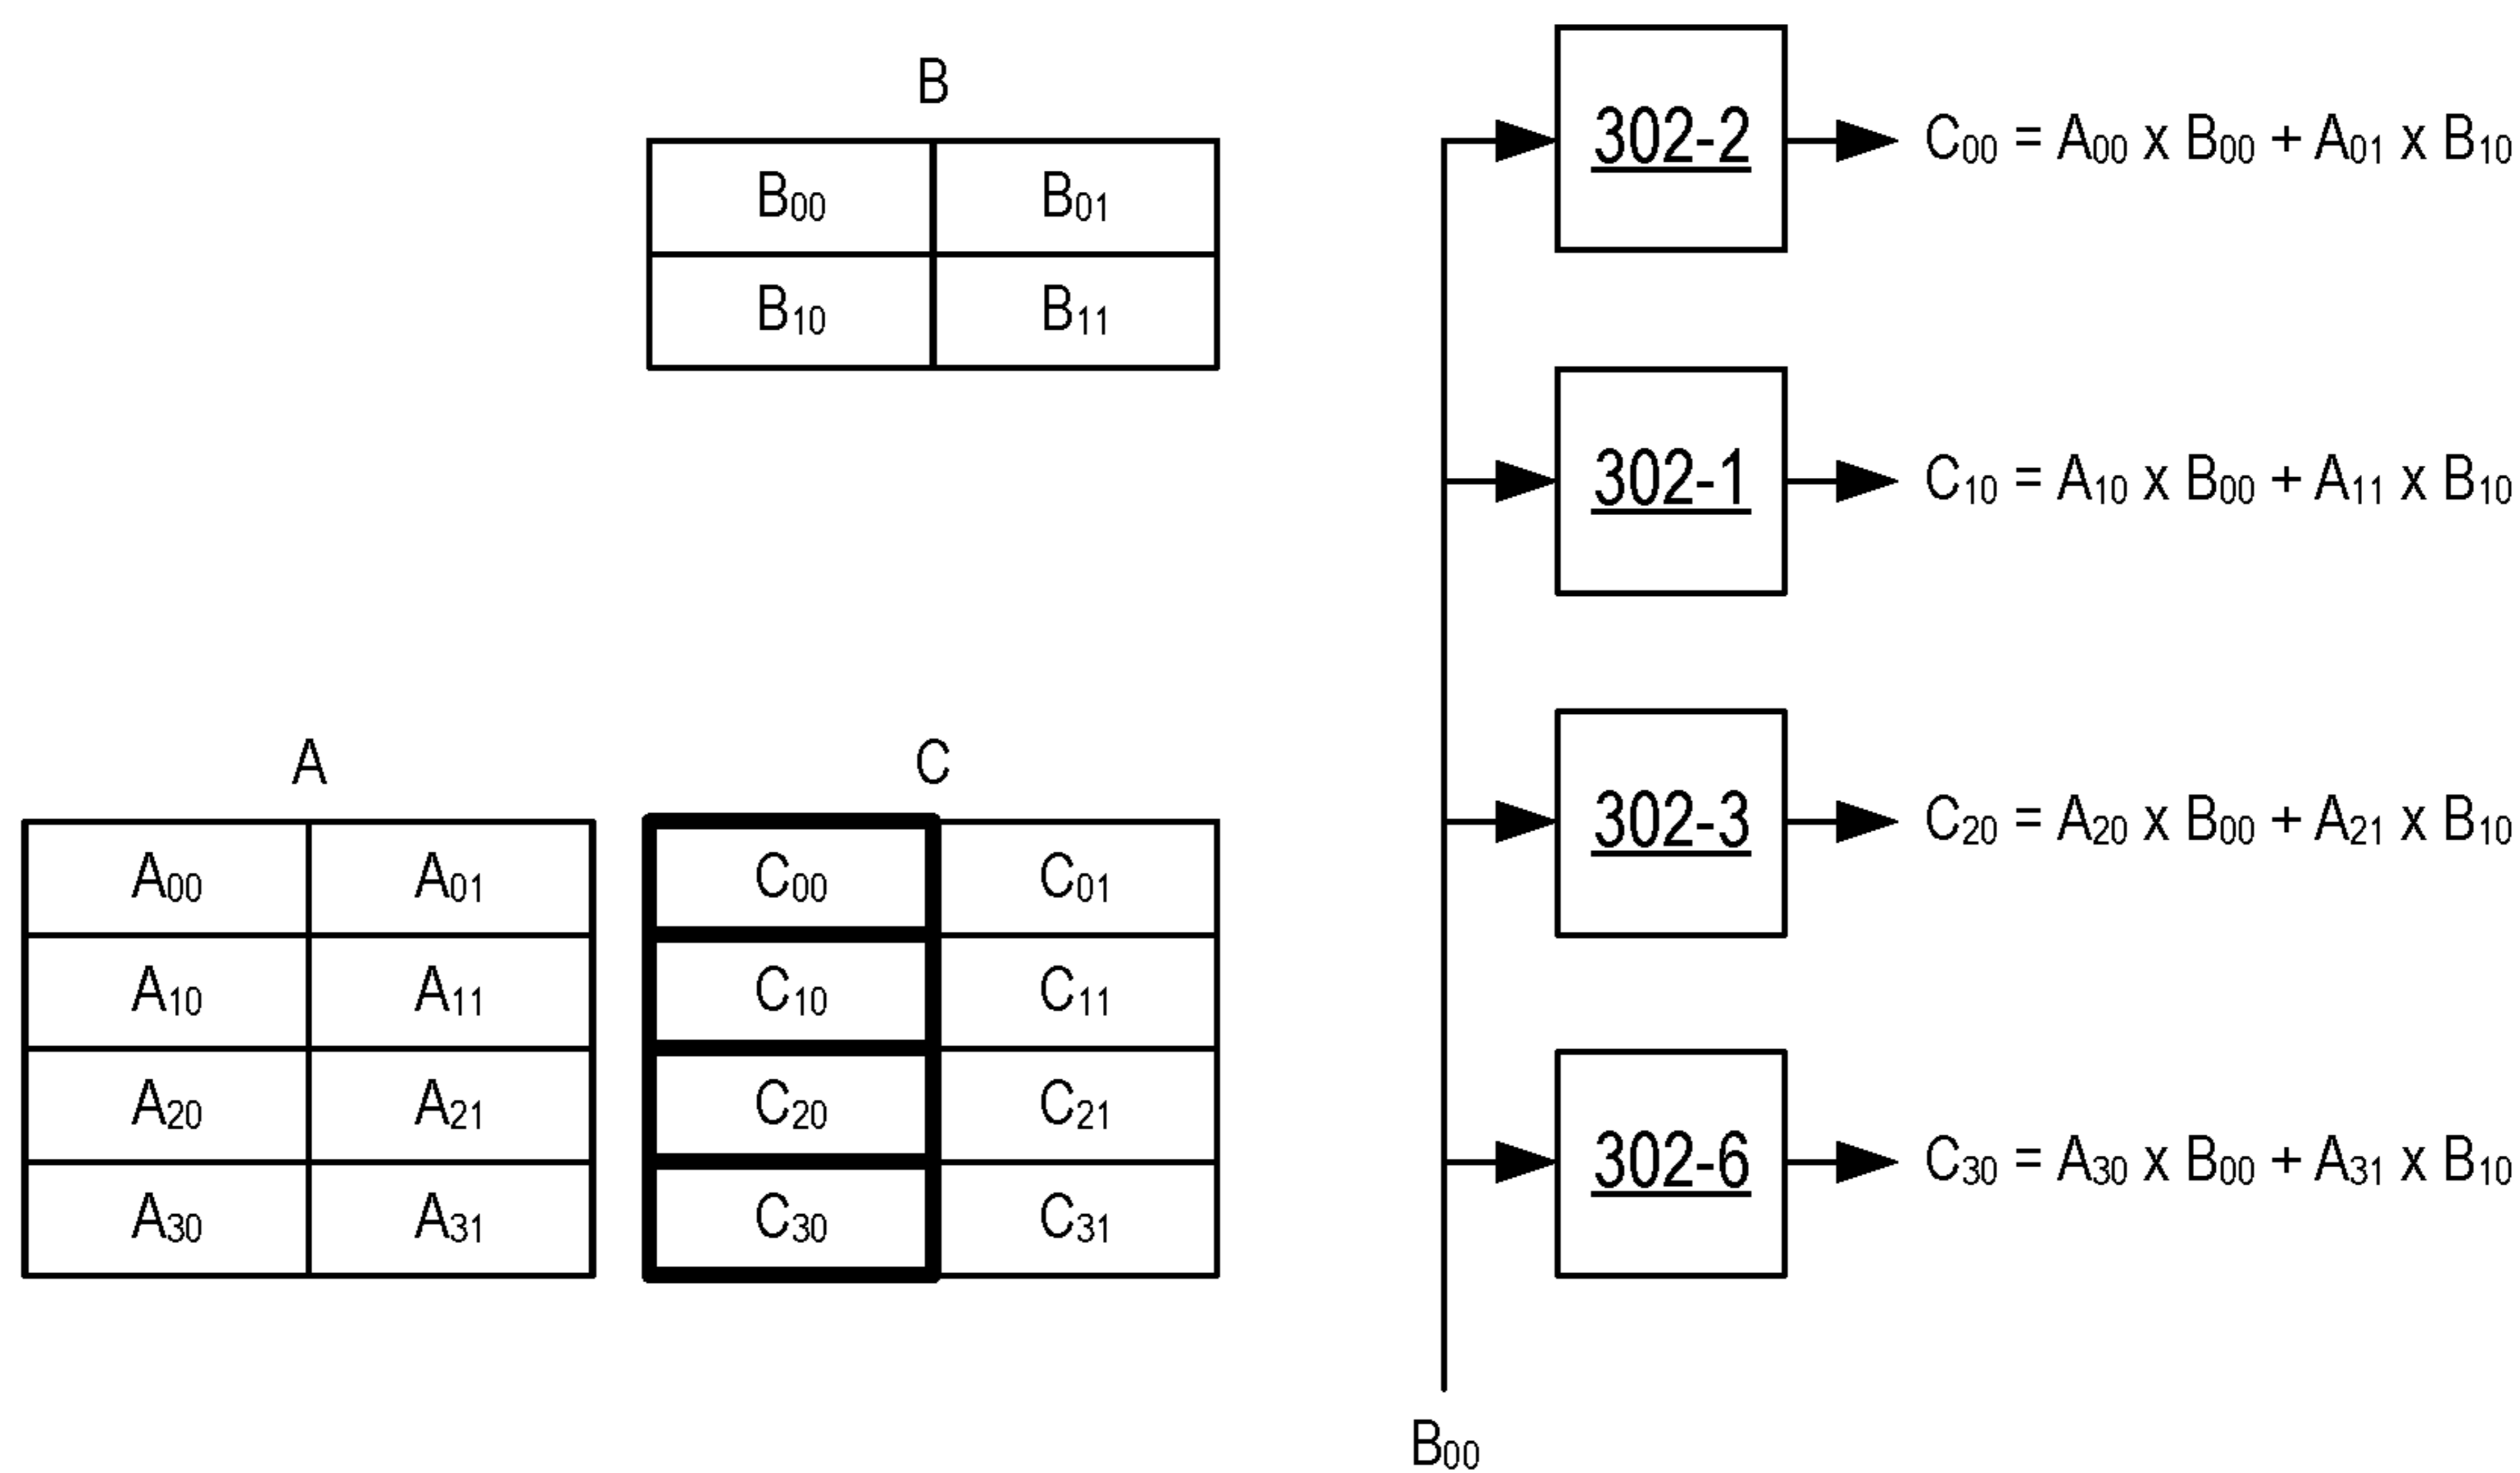 B
B00 B01
B10 B11
A
A00 A01
A10 A11
A20 A21
A30 A31
C
C00 C01
C10 C11
C20 C21
C30 C31
302-2 C00 = A00 x B00 + A01 x B10
302-1 C10 = A10 x B00 + A11 x B10
302-3 C20 = A20 x B00 + A21 x B10
302-6 C30 = A30 x B00 + A31 x B10
B00